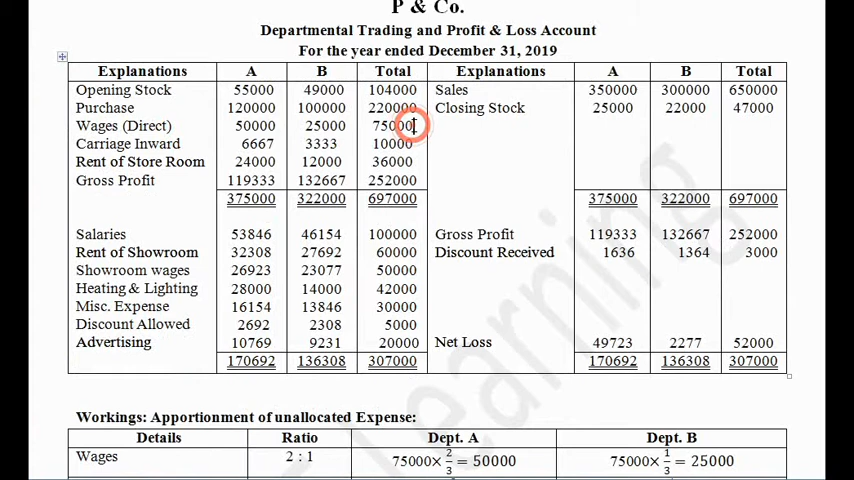 P & Co.
Departmental Trading and Profit & Loss Account
For the year ended December 31, 2019
Explanations A B Total Explanations A B Total
Opening Stock 55000 49000 104000 Sales 350000 300000 650000
Purchase 120000 100000 220000 Closing Stock 25000 22000 47000
Wages (Direct) 50000 25000 75000
Carriage Inward 6667 3333 10000
Rent of Store Room 24000 12000 36000
Gross Profit 119333 132667 252000
375000 322000 697000 375000 322000 697000
Salaries 53846 46154 100000 Gross Profit 119333 132667 252000
Rent of Showroom 32308 27692 60000 Discount Received 1636 1364 3000
Showroom wages 26923 23077 50000
Heating & Lighting 28000 14000 42000
Misc. Expense 16154 13846 30000
Discount Allowed 2692 2308 5000
Advertising 10769 9231 20000 Net Loss 49723 2277 52000
170692 136308 307000 170692 136308 307000
Workings: Apportionment of unallocated Expense:
Details Ratio Dept. A Dept. B
Wages 2 : 1 75000× 2/3 = 50000 75000× 1/3 = 25000
Learning